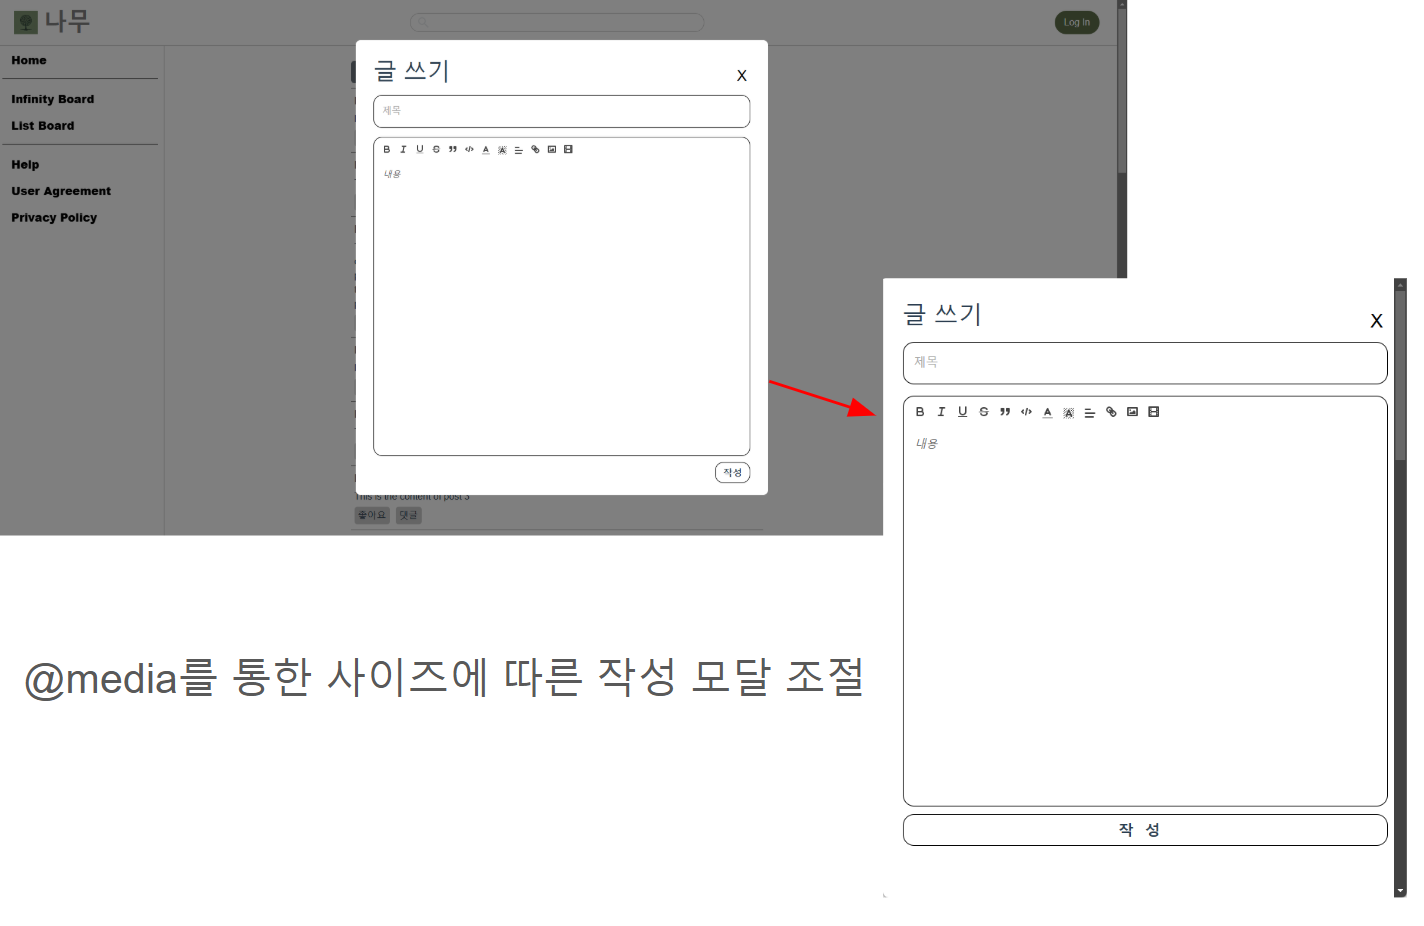 나무
Log In
Home
Infinity Board
List Board
Help
User Agreement
Privacy Policy
글 쓰기
X
제목
B I U S
내용
작성
This is the content of post 3
좋아요 댓글
글 쓰기
X
제목
B I U S
내용
작 성
@media를 통한 사이즈에 따른 작성 모달 조절